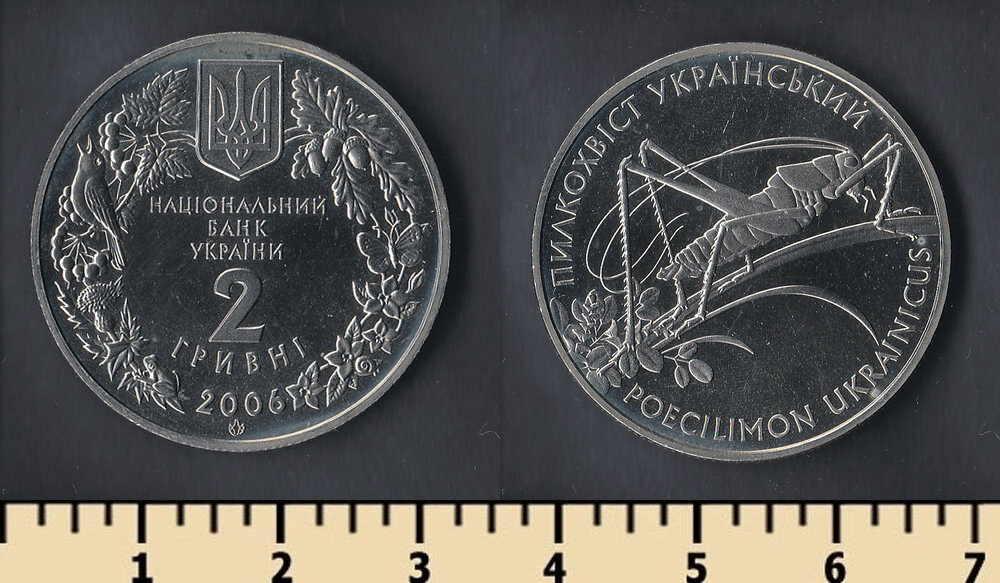 НАЦІОНАЛЬНИЙ
БАНК
УКРАЇНИ
2
ГРИВНІ
2006
ПИЛКОХВІСТ УКРАЇНСЬКИЙ
POECILIMON UKRAINICUS
1 2 3 4 5 6 7